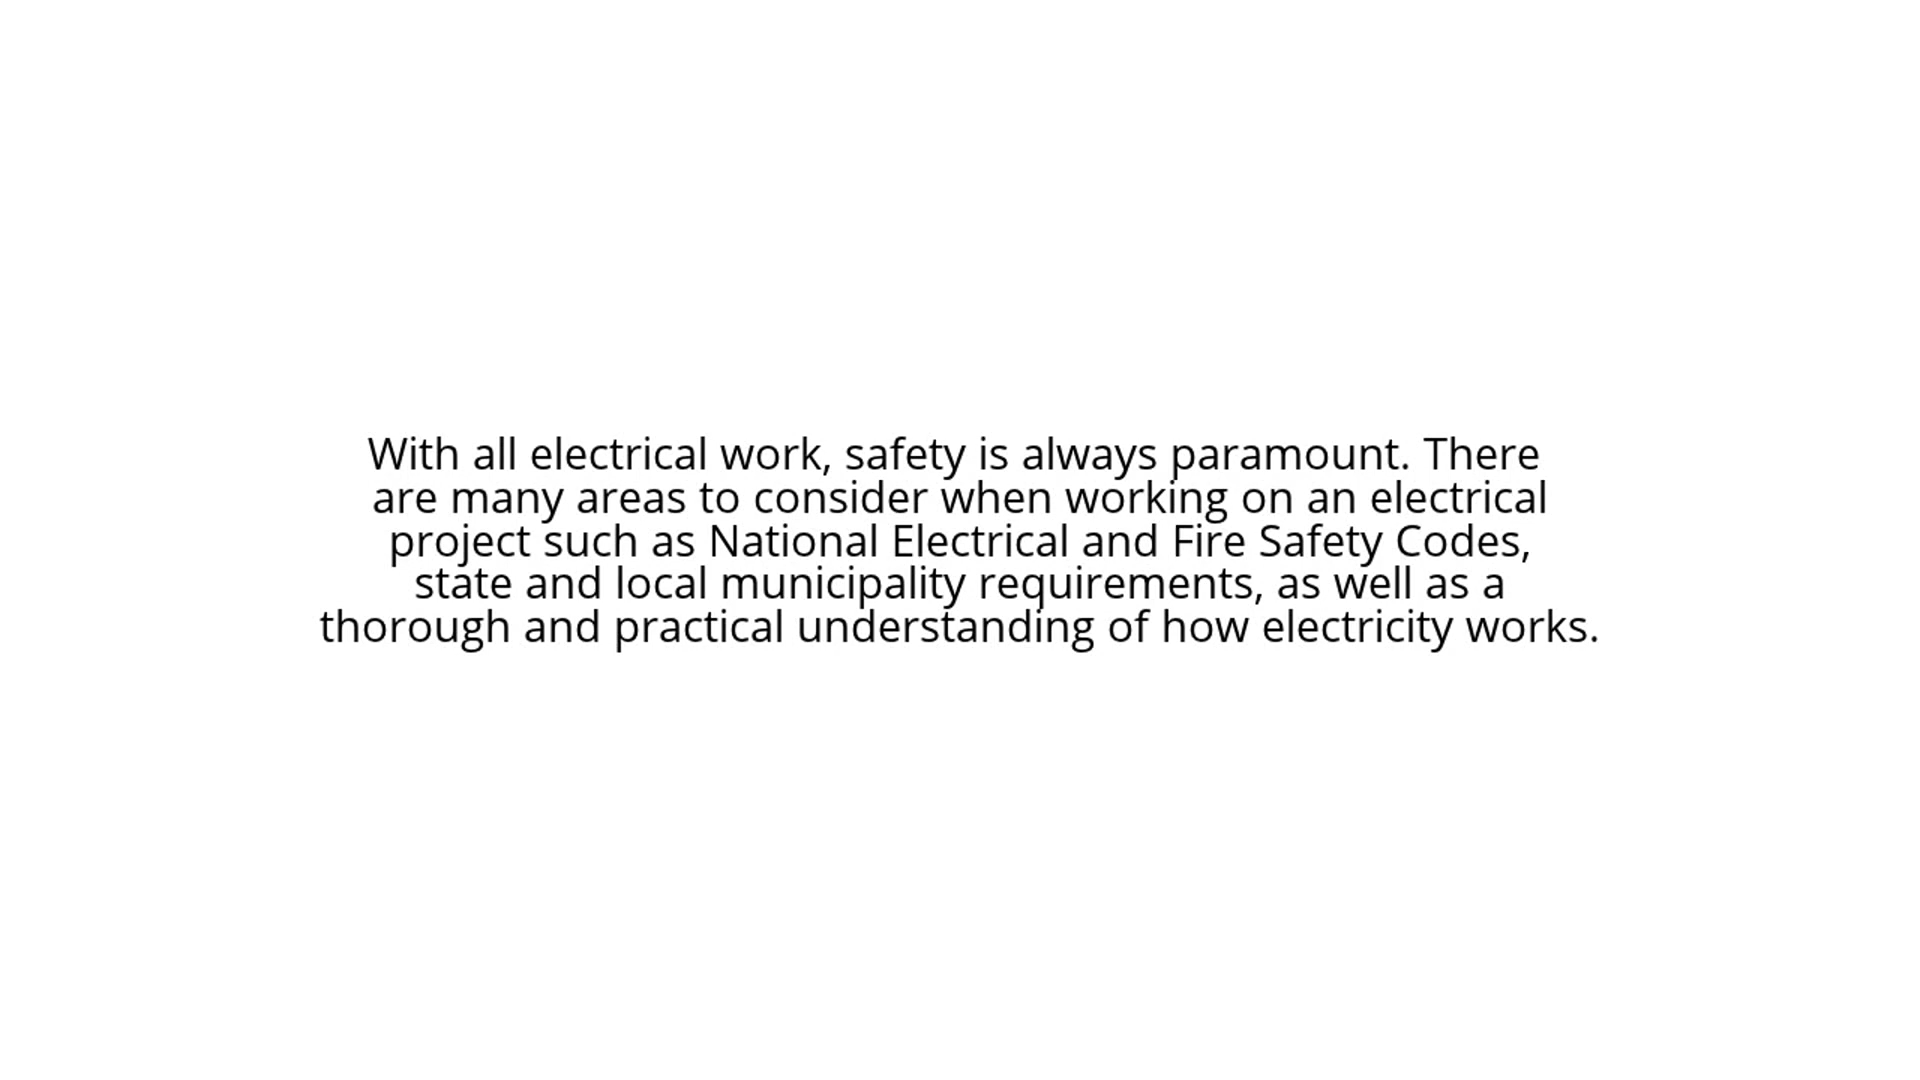 With all electrical work, safety is always paramount. There
are many areas to consider when working on an electrical
project such as National Electrical and Fire Safety Codes,
state and local municipality requirements, as well as a
thorough and practical understanding of how electricity works.